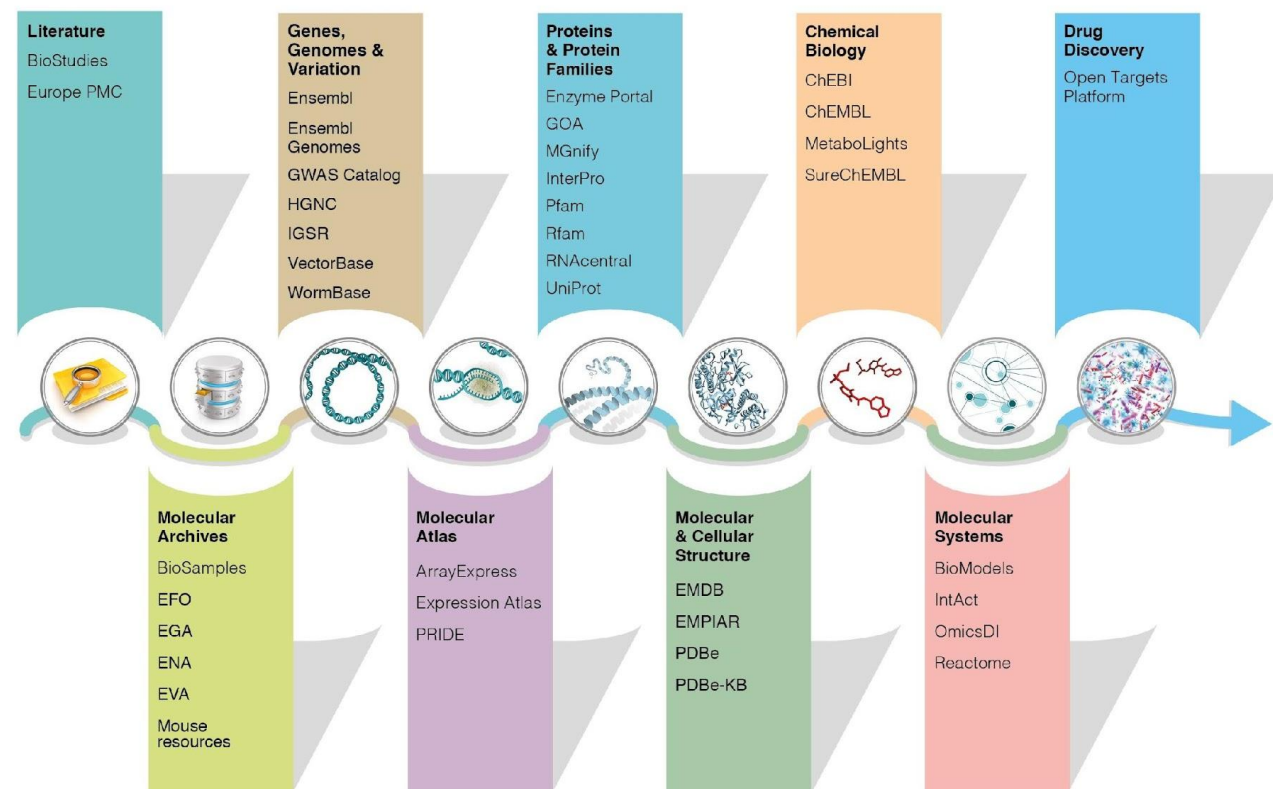 Literature
BioStudies
Europe PMC
Genes,
Genomes &
Variation
Ensembl
Ensembl
Genomes
GWAS Catalog
HGNC
IGSR
VectorBase
WormBase
Proteins
& Protein
Families
Enzyme Portal
GOA
MGnify
InterPro
Pfam
Rfam
RNAcentral
UniProt
Chemical
Biology
ChEBI
ChEMBL
MetaboLights
SureChEMBL
Drug
Discovery
Open Targets
Platform
Molecular
Archives
BioSamples
EFO
EGA
ENA
EVA
Mouse
resources
Molecular
Atlas
ArrayExpress
Expression Atlas
PRIDE
Molecular
& Cellular
Structure
EMDB
EMPIAR
PDBe
PDBe-KB
Molecular
Systems
BioModels
IntAct
OmicsDI
Reactome